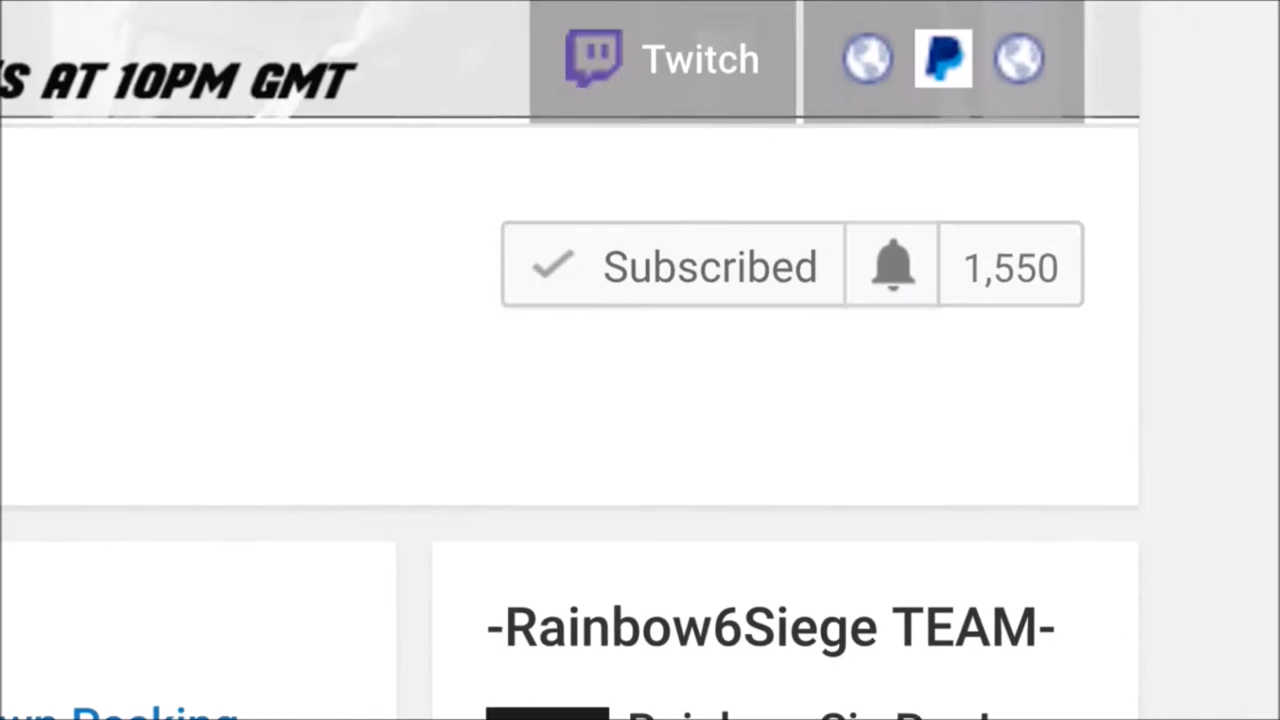 AT 10PM GMT
Twitch
Subscribed
1,550
-Rainbow6Siege TEAM-